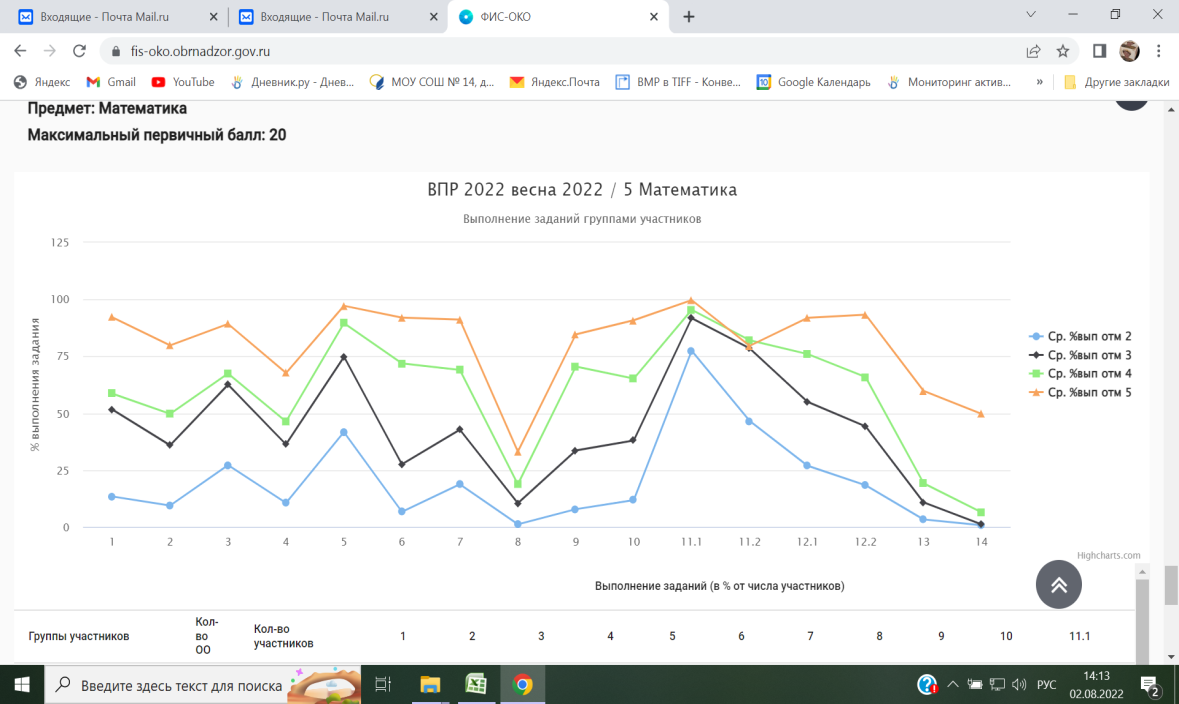 Входящие - Почта Mail.ru
Входящие - Почта Mail.ru
ФИС-ОКО
fis-oko.obrnadzor.gov.ru
Яндекс
Gmail
YouTube
Дневник.ру - Днев...
МОУ СОШ № 14, д...
Яндекс.Почта
BMP в TIFF - Конве...
Google Календарь
Мониторинг актив...
»
Другие закладки
Предмет: Математика
Максимальный первичный балл: 20
ВПР 2022 весна 2022 / 5 Математика
Выполнение заданий группами участников
% выполнения задания
125
100
75
50
25
0
1 2 3 4 5 6 7 8 9 10 11.1 11.2 12.1 12.2 13 14
Ср. %вып отм 2
Ср. %вып отм 3
Ср. %вып отм 4
Ср. %вып отм 5
Highcharts.com
Выполнение заданий (в % от числа участников)
Группы участников
Кол-
во
ОО
Кол-во
участников
1 2 3 4 5 6 7 8 9 10 11.1
Введите здесь текст для поиска
РУС
14:13
02.08.2022
2